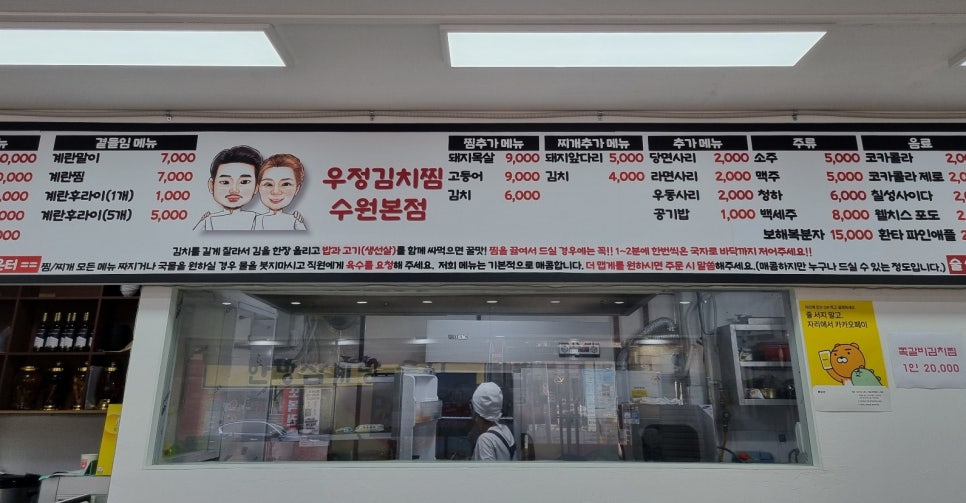 곁들임 메뉴
계란말이 7,000
계란찜 7,000
계란후라이(1개) 1,000
계란후라이(5개) 5,000
우정김치찜
수원본점
찜추가 메뉴
돼지목살 9,000
고등어 9,000
김치 6,000
찌개추가 메뉴
돼지앞다리 5,000
김치 4,000
추가 메뉴
당면사리 2,000
라면사리 2,000
우동사리 2,000
공기밥 1,000
주류
소주 5,000
맥주 5,000
청하 6,000
백세주 8,000
보해복분자 15,000
음료
코카콜라
코카콜라 제로
칠성사이다
웰치스 포도
환타 파인애플
김치를 길게 잘라서 김을 한장 올리고 밥과 고기(생선살)를 함께 싸먹으면 꿀맛! 찜을 끓여서 드실 경우에는 꼭!! 1~2분에 한번씩은 국자로 바닥까지 저어주세요!!
찜/찌개 모든 메뉴 짜지거나 국물을 원하실 경우 물을 붓지마시고 직원에게 육수를 요청해 주세요. 저희 메뉴는 기본적으로 매콤합니다. 더 맵게를 원하시면 주문 시 말씀해주세요.(매콤하지만 누구나 드실 수 있는 정도입니다.)
줄 서지 말고,
자리에서 카카오페이
쪽갈비김치찜
1인 20,000